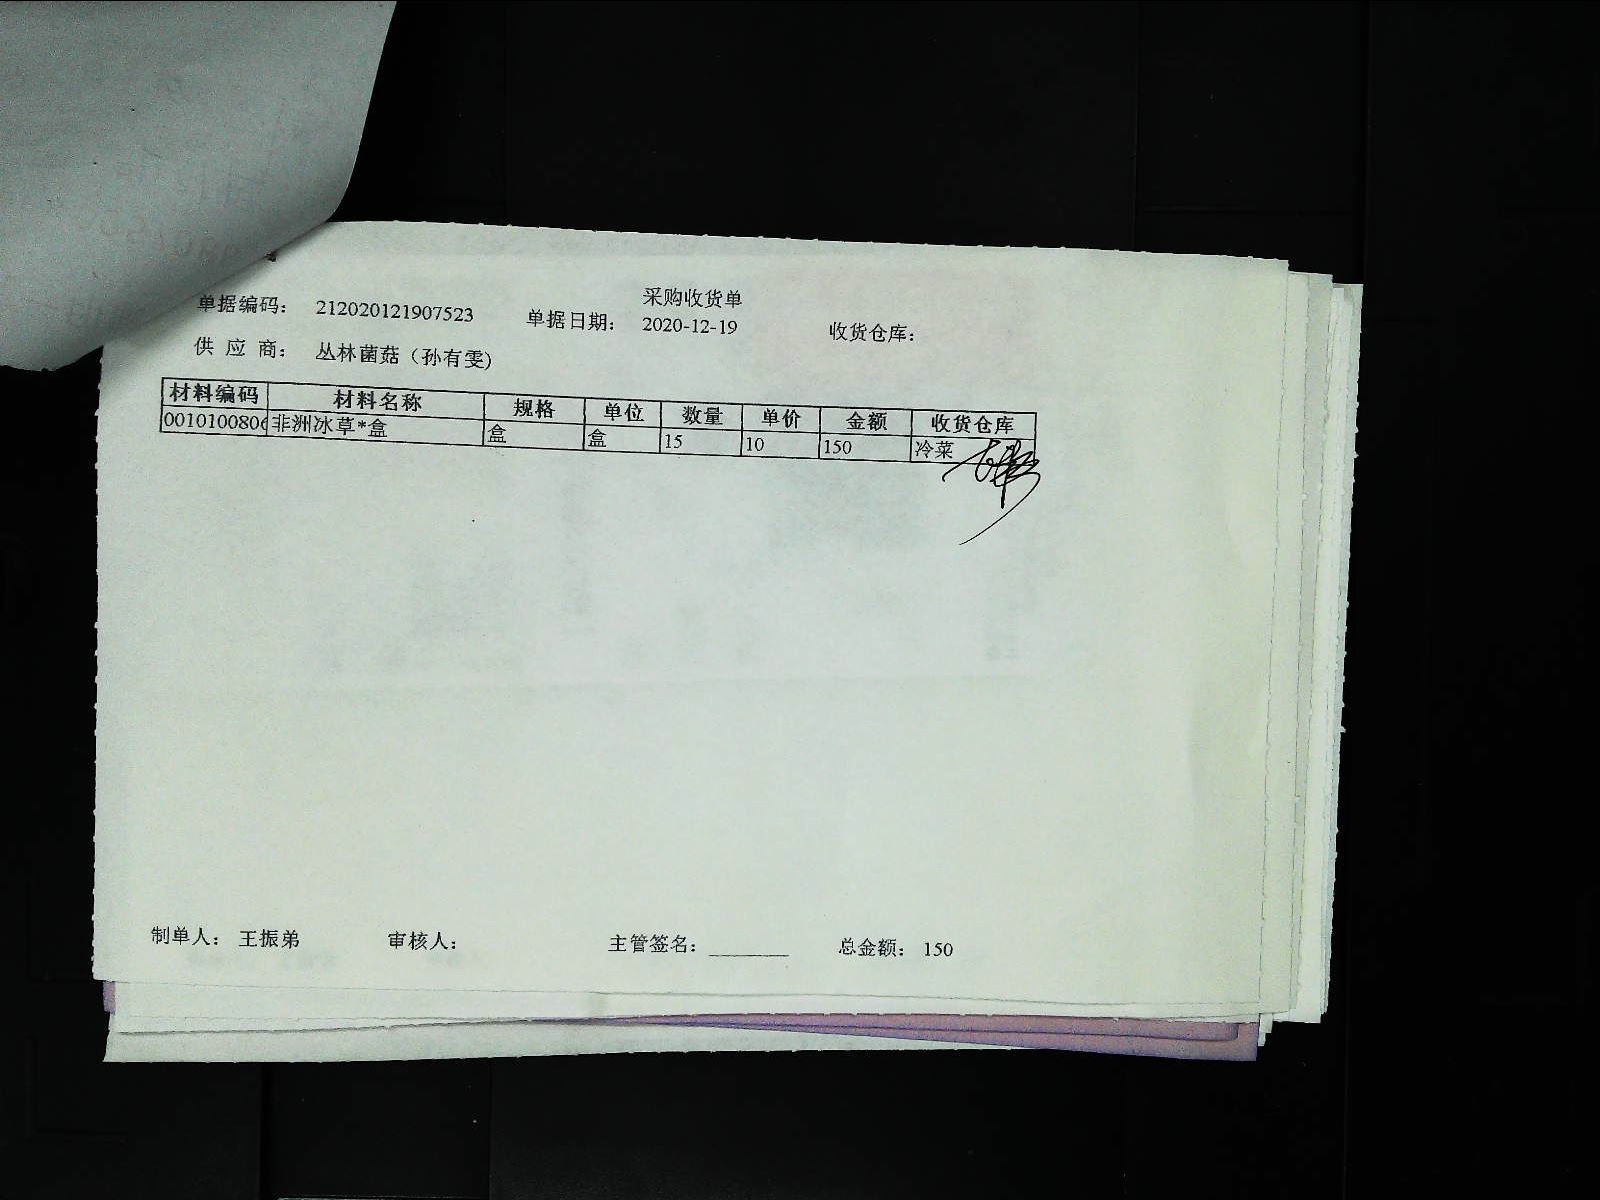 采购收货单
单据编码： 212020121907523 单据日期： 2020-12-19 收货仓库：
供 应 商： 丛林菌菇（孙有雯)
材料编码 材料名称 规格 单位 数量 单价 金额 收货仓库
001010080 非洲冰草*盒 盒 盒 15 10 150 冷菜
制单人： 王振弟 审核人： 主管签名：________ 总金额： 150